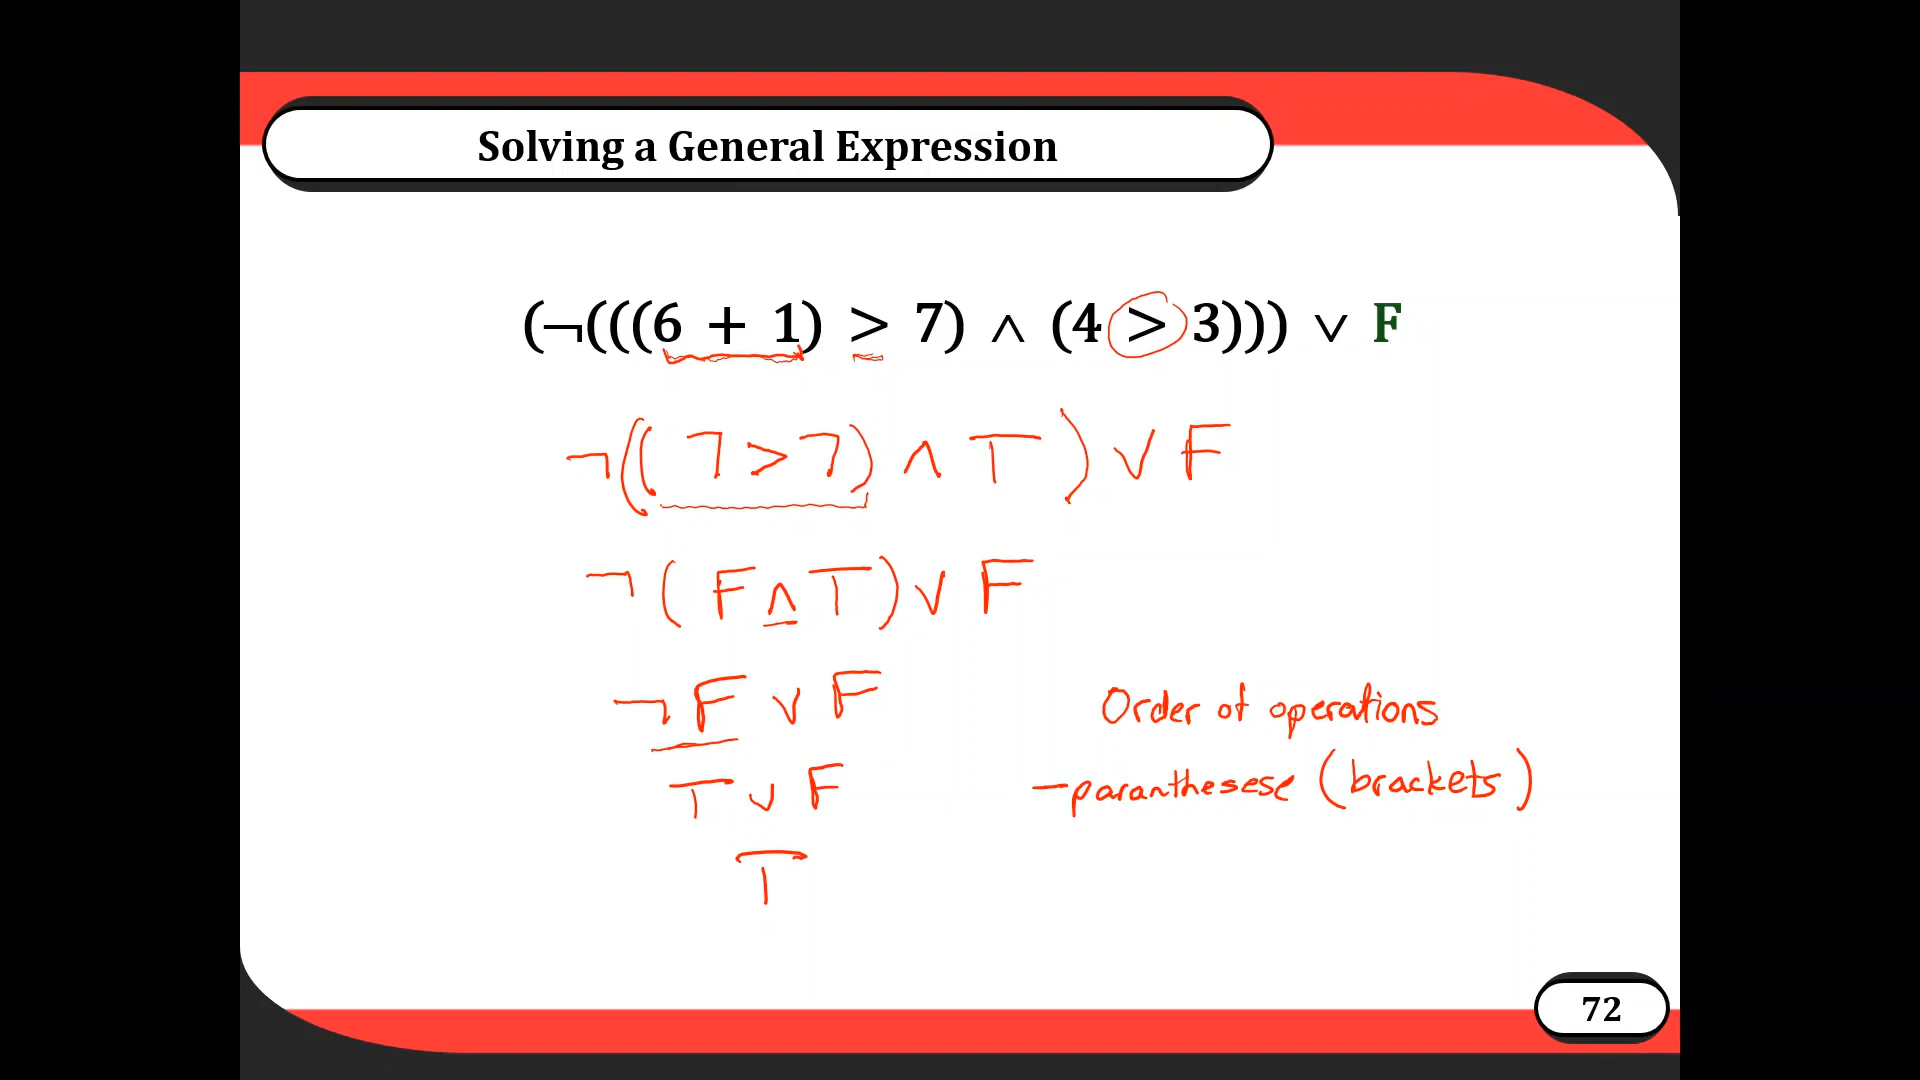 Solving a General Expression
(¬(((6 + 1) > 7) ∧ (4 > 3))) ∨ F
¬((7>7) ∧ T) ∨ F
¬(F∧T) ∨ F
¬F ∨ F
Order of operations
T ∨ F
-paranthesese (brackets)
T
72